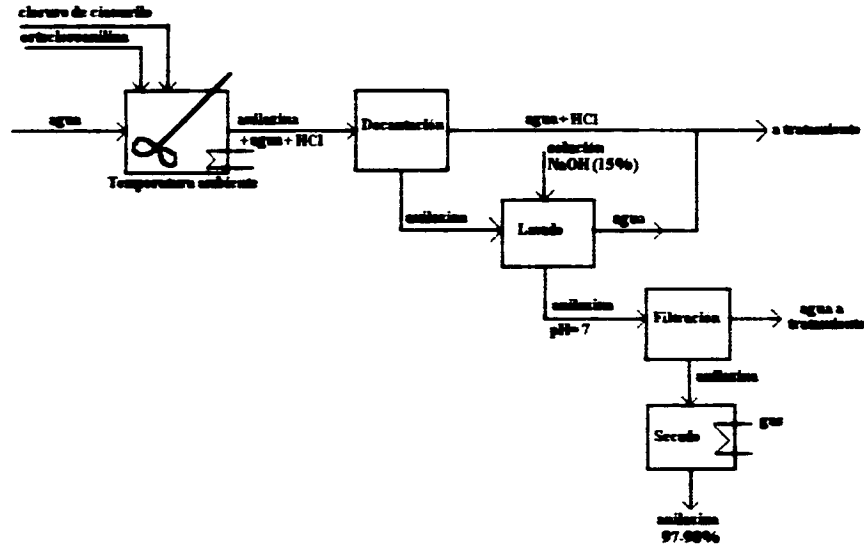 cloruro de cianurilo
ortocloroanilina
agua
anilazina
+agua + HCl
Temperatura ambiente
Decantación
agua+ HCl
a tratamiento
solución
NaOH (15%)
anilazina
Lavado
agua
anilazina
pH= 7
Filtración
agua a
tratamiento
anilazina
Secado
gas
anilazina
97-98%